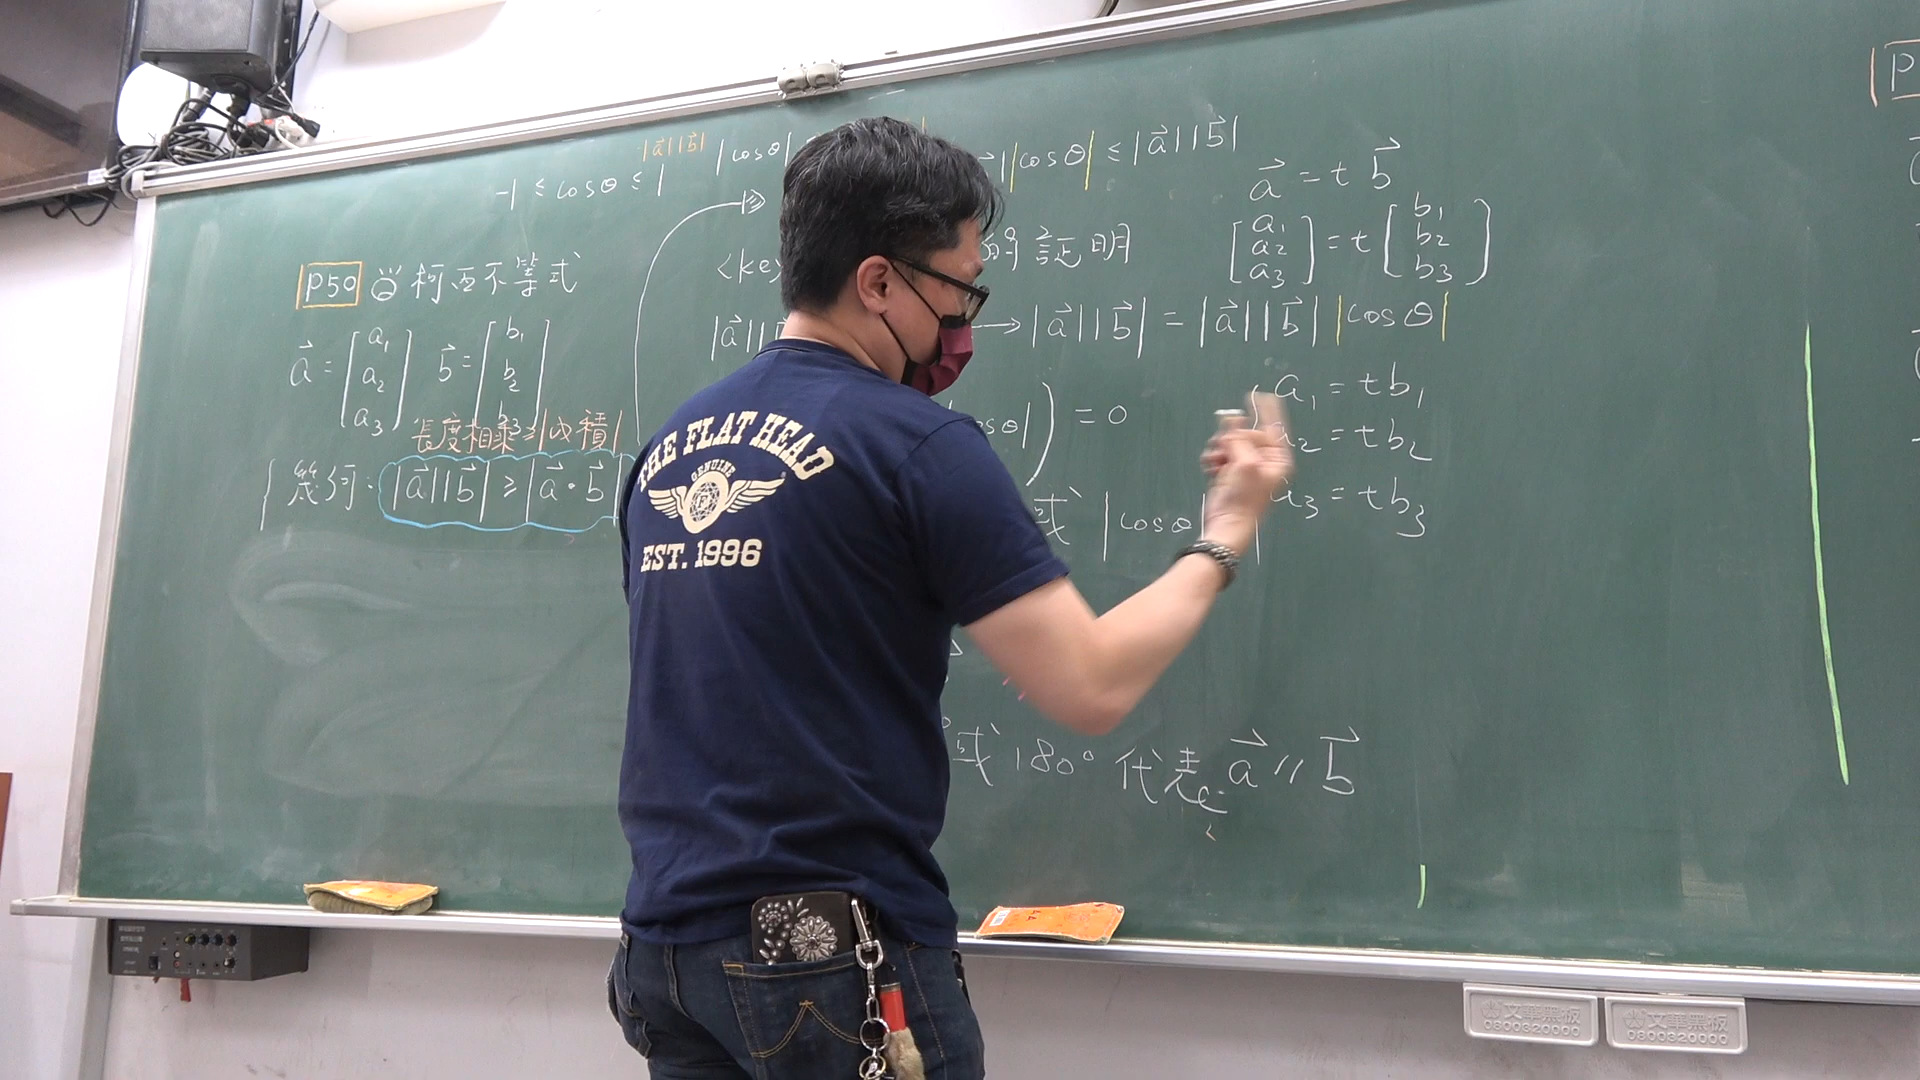 |a⃗||b⃗|
-1 ≤ cosθ ≤ 1
|cosθ|
|cosθ| ≤ |a⃗||b⃗|
P50 柯西不等式
a⃗ = [a₁ a₂ a₃] b⃗ = [b₁ b₂ b₃]
長度相乘 ≥ |內積|
幾何: |a⃗||b⃗| ≥ |a⃗·b⃗|
<key
的證明
|a⃗||
→ |a⃗||b⃗| = |a⃗||b⃗||cosθ|
= 0
或 |cosθ|
或 180° 代表 a⃗ // b⃗
a⃗ = t b⃗
[a₁ a₂ a₃] = t [b₁ b₂ b₃]
a₁ = tb₁
a₂ = tb₂
a₃ = tb₃
P
THE FLAT HEAD
GENUINE
EST. 1996
文華黑板
0800320000
文華黑板
0800320000